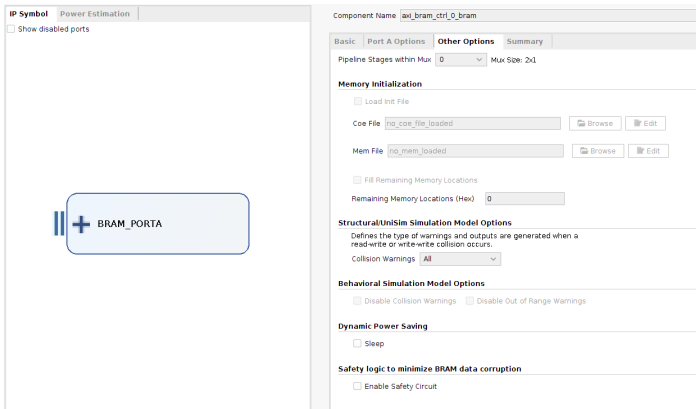 IP Symbol Power Estimation
Show disabled ports
BRAM_PORTA
Component Name axi_bram_ctrl_0_bram
Basic Port A Options Other Options Summary
Pipeline Stages within Mux 0 Mux Size: 2x1
Memory Initialization
Load Init File
Coe File no_coe_file_loaded Browse Edit
Mem File no_mem_loaded Browse Edit
Fill Remaining Memory Locations
Remaining Memory Locations (Hex) 0
Structural/UniSim Simulation Model Options
Defines the type of warnings and outputs are generated when a
read-write or write-write collision occurs.
Collision Warnings All
Behavioral Simulation Model Options
Disable Collision Warnings Disable Out of Range Warnings
Dynamic Power Saving
Sleep
Safety logic to minimize BRAM data corruption
Enable Safety Circuit